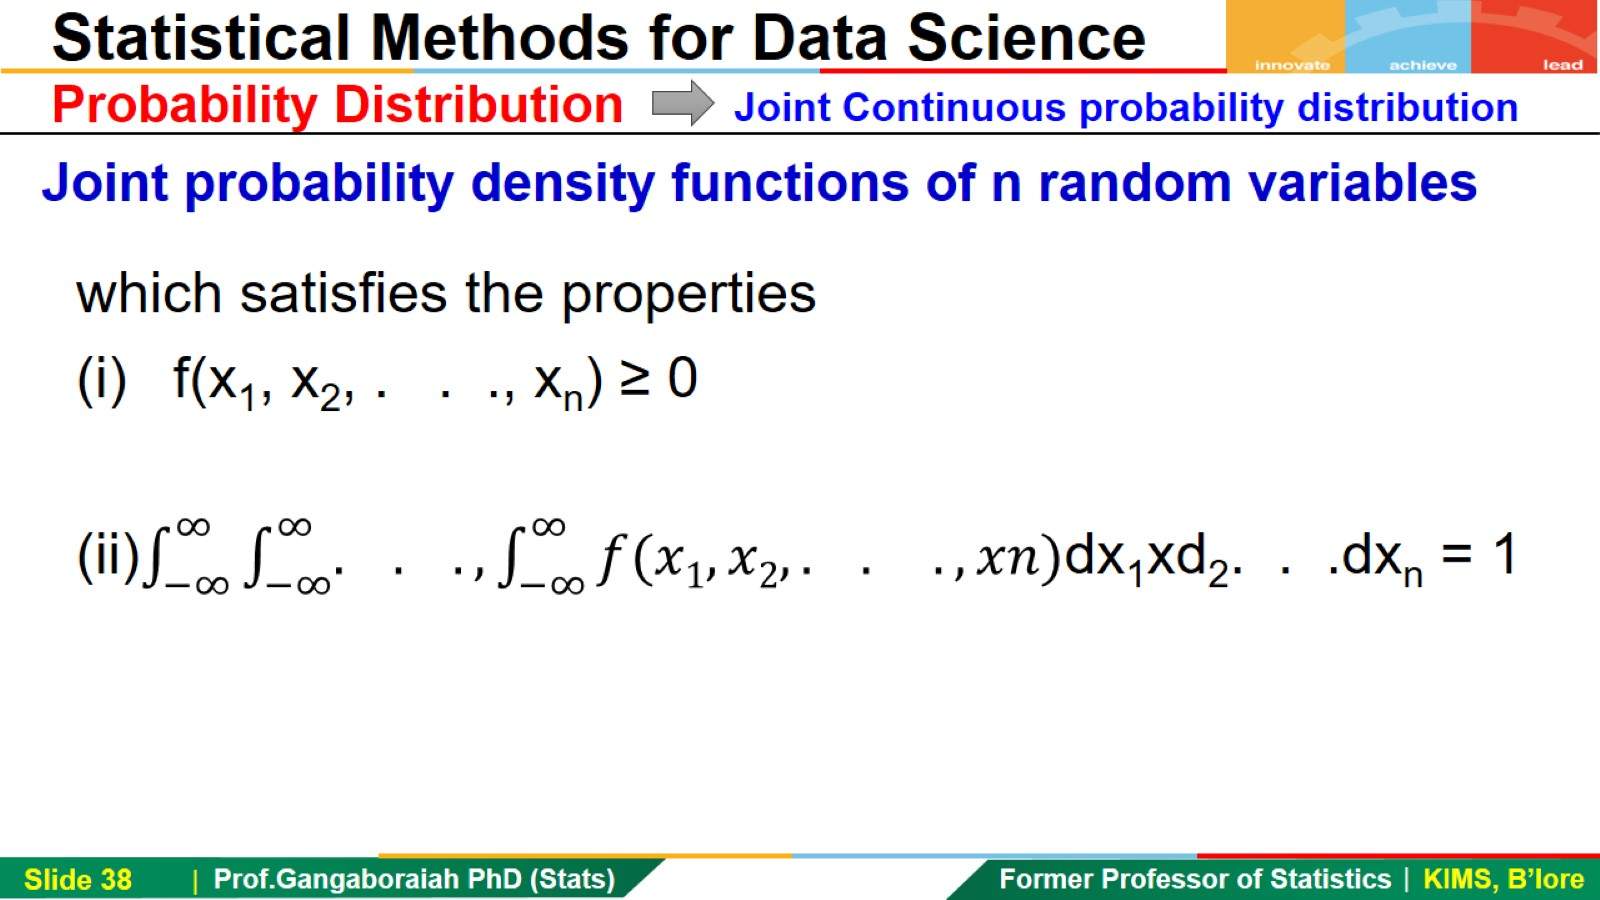 Statistical Methods for Data Science
innovate achieve lead
Probability Distribution Joint Continuous probability distribution
Joint probability density functions of n random variables
which satisfies the properties
(i) f(x₁, x₂, . . ., xₙ) ≥ 0
(ii)∫₋∞^∞ ∫₋∞^∞. . .,∫₋∞^∞ f(x₁, x₂,. . .,xn)dx₁xd₂. . .dxₙ = 1
Slide 38 | Prof.Gangaboraiah PhD (Stats) Former Professor of Statistics | KIMS, B’lore